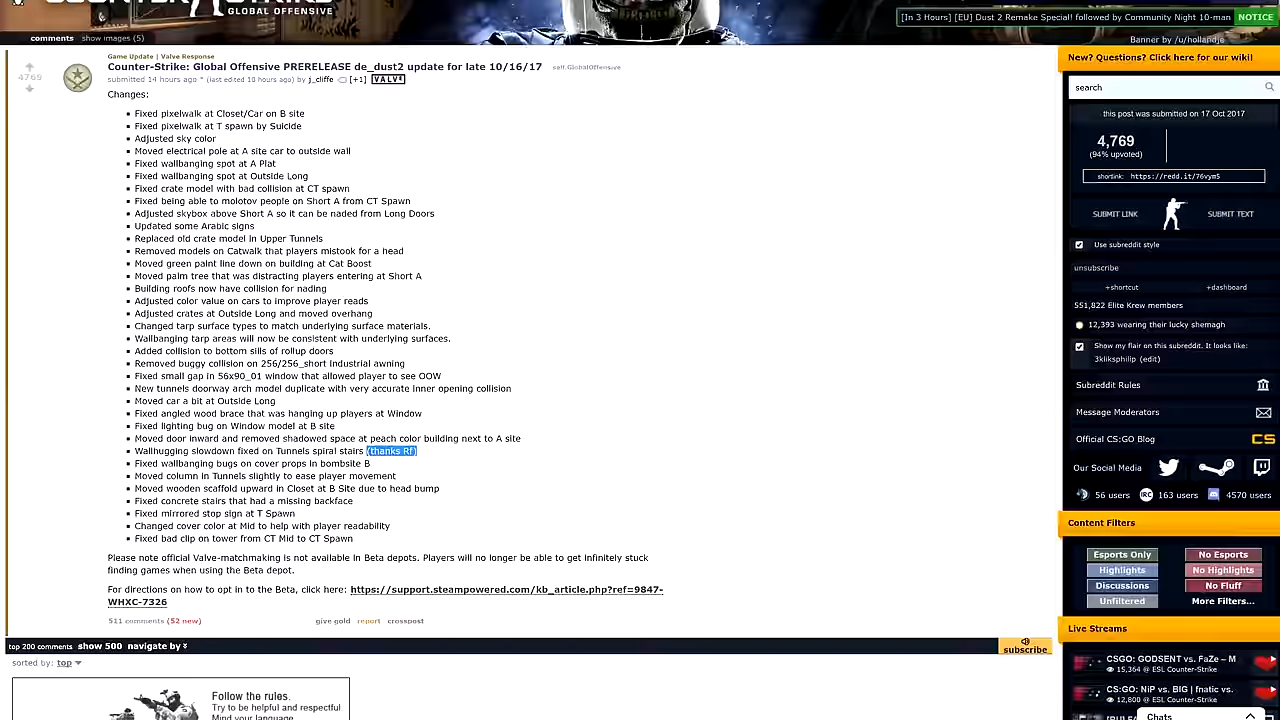 COUNTER STRIKE
GLOBAL OFFENSIVE
[In 3 Hours] [EU] Dust 2 Remake Special! followed by Community Night 10-man
NOTICE
comments show images (5)
Banner by /u/hollandje
Game Update | Valve Response
4769
Counter-Strike: Global Offensive PRERELEASE de_dust2 update for late 10/16/17 self.GlobalOffensive
submitted 14 hours ago * (last edited 10 hours ago) by j_cliffe [+1] VALVE
Changes:
Fixed pixelwalk at Closet/Car on B site
Fixed pixelwalk at T spawn by Suicide
Adjusted sky color
Moved electrical pole at A site car to outside wall
Fixed wallbanging spot at A Plat
Fixed wallbanging spot at Outside Long
Fixed crate model with bad collision at CT spawn
Fixed being able to molotov people on Short A from CT Spawn
Adjusted skybox above Short A so it can be naded from Long Doors
Updated some Arabic signs
Replaced old crate model in Upper Tunnels
Removed models on Catwalk that players mistook for a head
Moved green paint line down on building at Cat Boost
Moved palm tree that was distracting players entering at Short A
Building roofs now have collision for nading
Adjusted color value on cars to improve player reads
Adjusted crates at Outside Long and moved overhang
Changed tarp surface types to match underlying surface materials.
Wallbanging tarp areas will now be consistent with underlying surfaces.
Added collision to bottom sills of rollup doors
Removed buggy collision on 256/256_short industrial awning
Fixed small gap in 56x90_01 window that allowed player to see OOW
New tunnels doorway arch model duplicate with very accurate inner opening collision
Moved car a bit at Outside Long
Fixed angled wood brace that was hanging up players at Window
Fixed lighting bug on Window model at B site
Moved door inward and removed shadowed space at peach color building next to A site
Wallhugging slowdown fixed on Tunnels spiral stairs (thanks Rf)
Fixed wallbanging bugs on cover props in bombsite B
Moved column in Tunnels slightly to ease player movement
Moved wooden scaffold upward in Closet at B Site due to head bump
Fixed concrete stairs that had a missing backface
Fixed mirrored stop sign at T Spawn
Changed cover color at Mid to help with player readability
Fixed bad clip on tower from CT Mid to CT Spawn
Please note official Valve-matchmaking is not available in Beta depots. Players will no longer be able to get infinitely stuck
finding games when using the Beta depot.
For directions on how to opt in to the Beta, click here: https://support.steampowered.com/kb_article.php?ref=9847-
WHXC-7326
511 comments (52 new) give gold report crosspost
top 200 comments show 500 navigate by
subscribe
sorted by: top
Follow the rules.
Try to be helpful and respectful.
Mind your language.
New? Questions? Click here for our wiki!
search
this post was submitted on 17 Oct 2017
4,769
(94% upvoted)
shortlink: https://redd.it/76vym5
SUBMIT LINK
SUBMIT TEXT
Use subreddit style
unsubscribe
+shortcut +dashboard
551,822 Elite Krew members
12,393 wearing their lucky shemagh
Show my flair on this subreddit. It looks like:
3kliksphilip (edit)
Subreddit Rules
Message Moderators
Official CS:GO Blog CS
Our Social Media
56 users IRC 163 users 4570 users
Content Filters
Esports Only No Esports
Highlights No Highlights
Discussions No Fluff
Unfiltered More Filters...
Live Streams
CSGO: GODSENT vs. FaZe – M
15,364 @ ESL Counter-Strike
CS:GO: NiP vs. BIG | fnatic vs.
12,800 @ ESL Counter-Strike
Chats